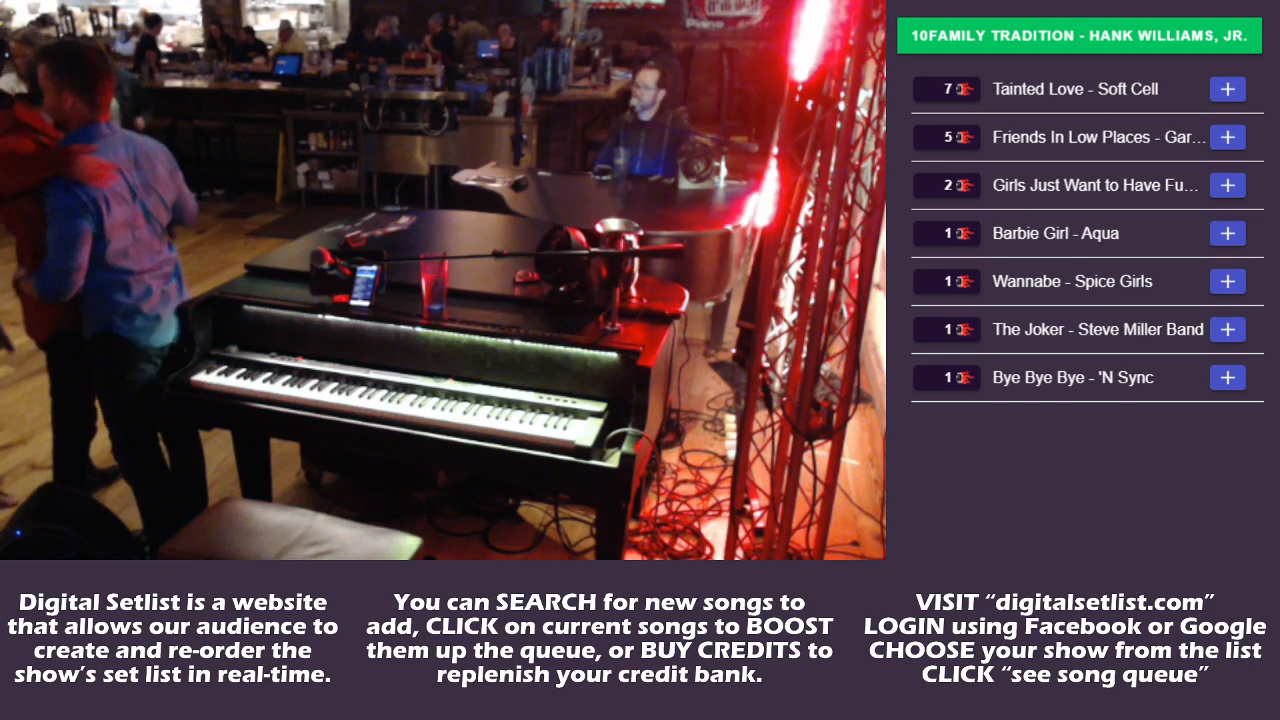 10FAMILY TRADITION - HANK WILLIAMS, JR.
7 Tainted Love - Soft Cell +
5 Friends In Low Places - Gar... +
2 Girls Just Want to Have Fu... +
1 Barbie Girl - Aqua +
1 Wannabe - Spice Girls +
1 The Joker - Steve Miller Band +
1 Bye Bye Bye - 'N Sync +
Digital Setlist is a website
that allows our audience to
create and re-order the
show's set list in real-time.
You can SEARCH for new songs to
add, CLICK on current songs to BOOST
them up the queue, or BUY CREDITS to
replenish your credit bank.
VISIT “digitalsetlist.com”
LOGIN using Facebook or Google
CHOOSE your show from the list
CLICK “see song queue”